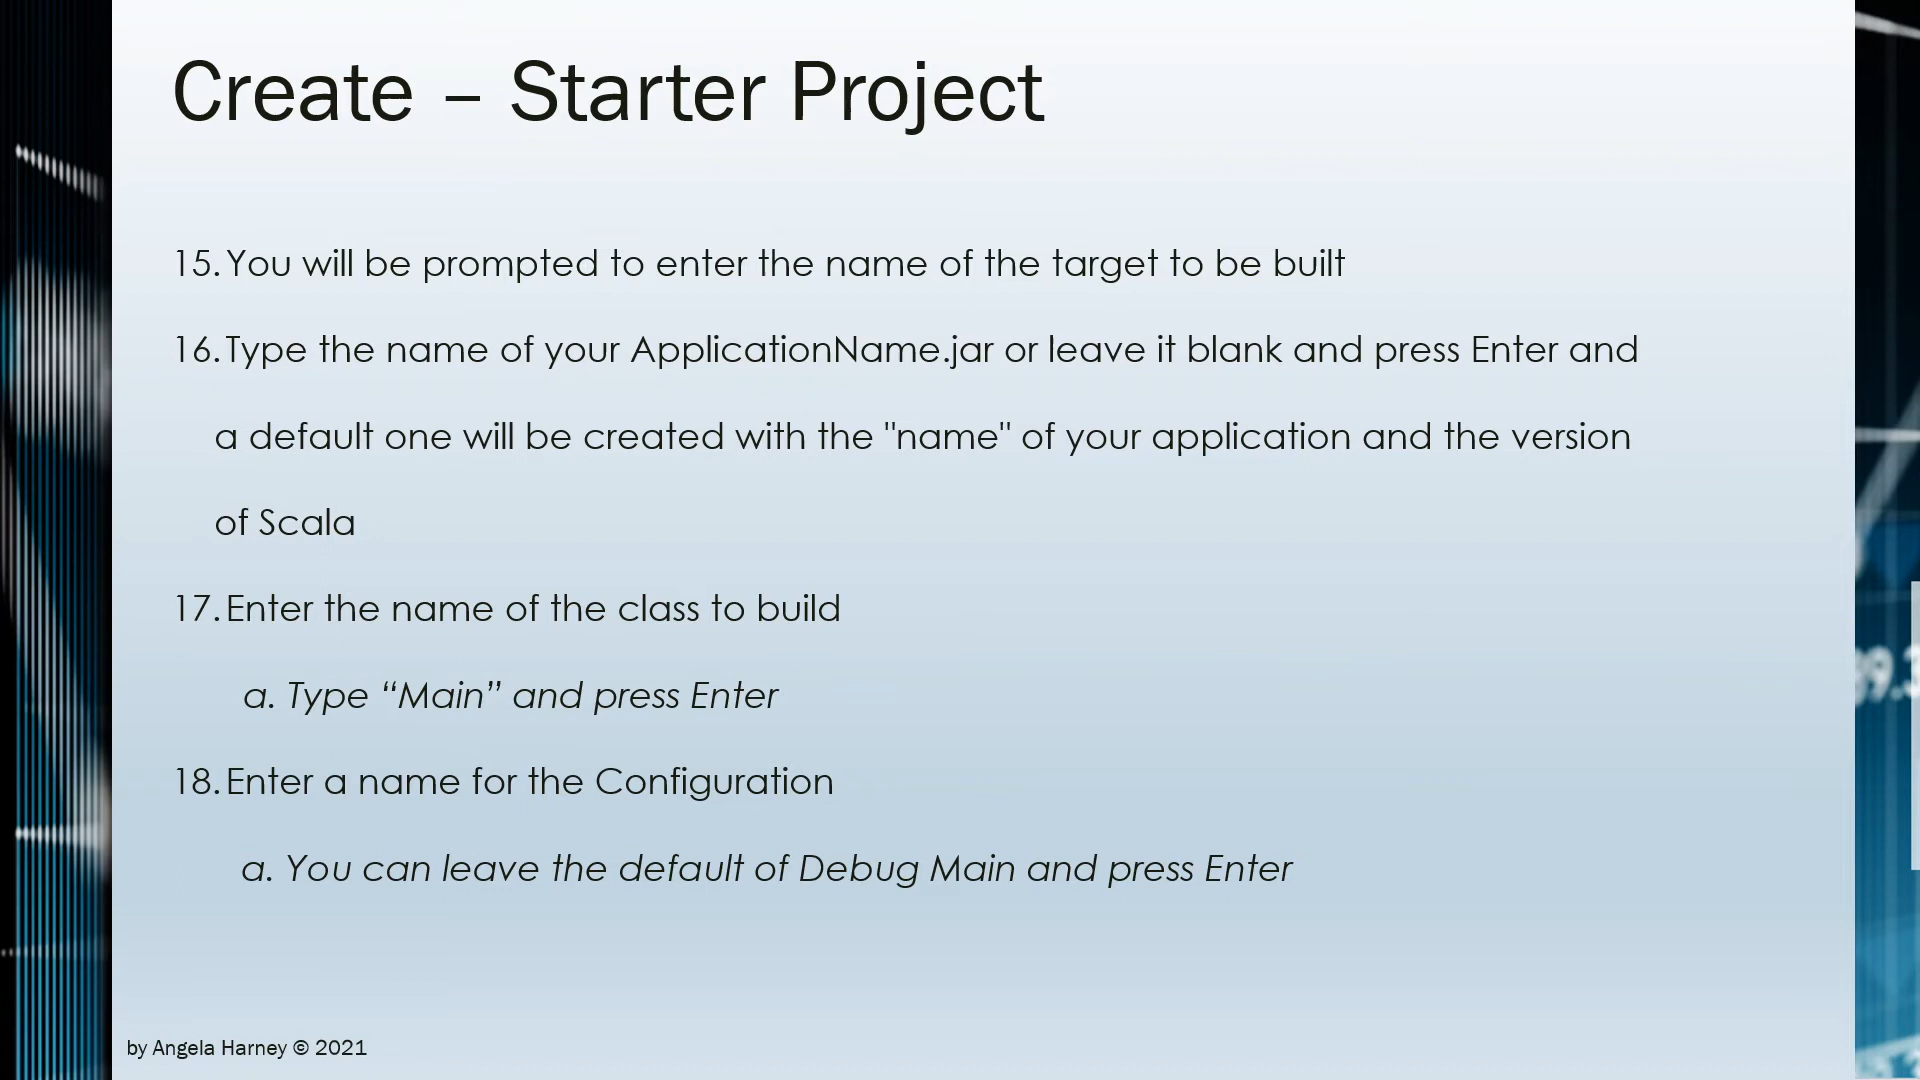 Create – Starter Project
15. You will be prompted to enter the name of the target to be built
16. Type the name of your ApplicationName.jar or leave it blank and press Enter and
a default one will be created with the "name" of your application and the version
of Scala
17. Enter the name of the class to build
a. Type “Main” and press Enter
18. Enter a name for the Configuration
a. You can leave the default of Debug Main and press Enter
by Angela Harney © 2021